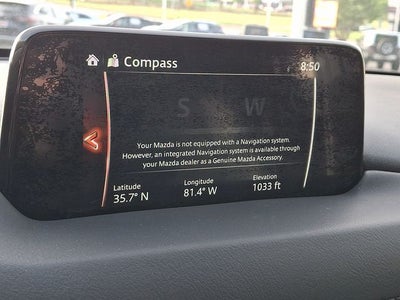 Compass
8:50
S W
Your Mazda is not equipped with a Navigation system.
However, an integrated Navigation system is available through
your Mazda dealer as a Genuine Mazda Accessory.
Latitude Longitude Elevation
35.7° N 81.4° W 1033 ft